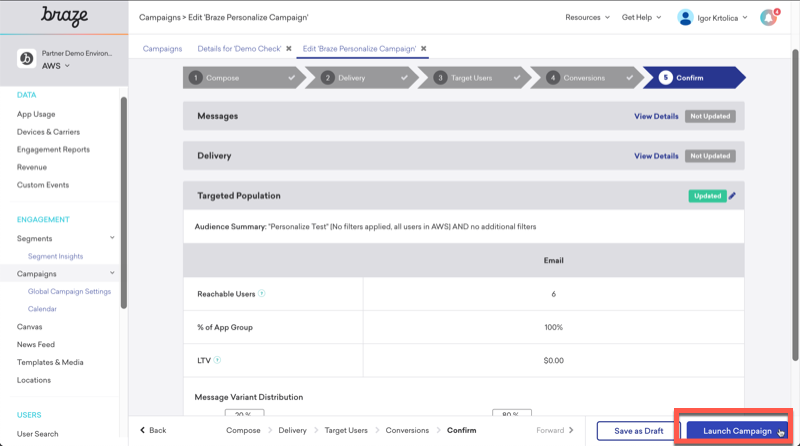 braze
Campaigns > Edit 'Braze Personalize Campaign'
Resources
Get Help
Igor Krtolica
4
Partner Demo Environ...
AWS
Campaigns
Details for 'Demo Check'
Edit 'Braze Personalize Campaign'
1 Compose
2 Delivery
3 Target Users
4 Conversions
5 Confirm
DATA
App Usage
Devices & Carriers
Engagement Reports
Revenue
Custom Events
ENGAGEMENT
Segments
Segment Insights
Campaigns
Global Campaign Settings
Calendar
Canvas
News Feed
Templates & Media
Locations
USERS
User Search
Messages
View Details
Not Updated
Delivery
View Details
Not Updated
Targeted Population
Updated
Audience Summary: "Personalize Test" [No filters applied, all users in AWS] AND no additional filters
Email
Reachable Users ?
6
% of App Group
100%
LTV ?
$0.00
Message Variant Distribution
20 %
80 %
Back
Compose > Delivery > Target Users > Conversions > Confirm
Forward
Save as Draft
Launch Campaign